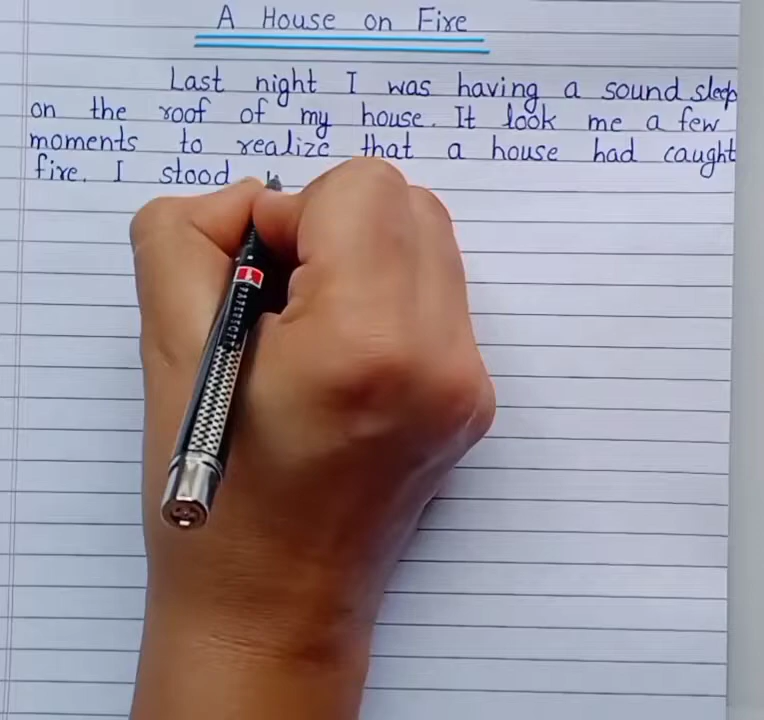 A House on Fire
Last night I was having a sound sleep
on the roof of my house. It look me a few
moments to realize that a house had caught
fire. I stood